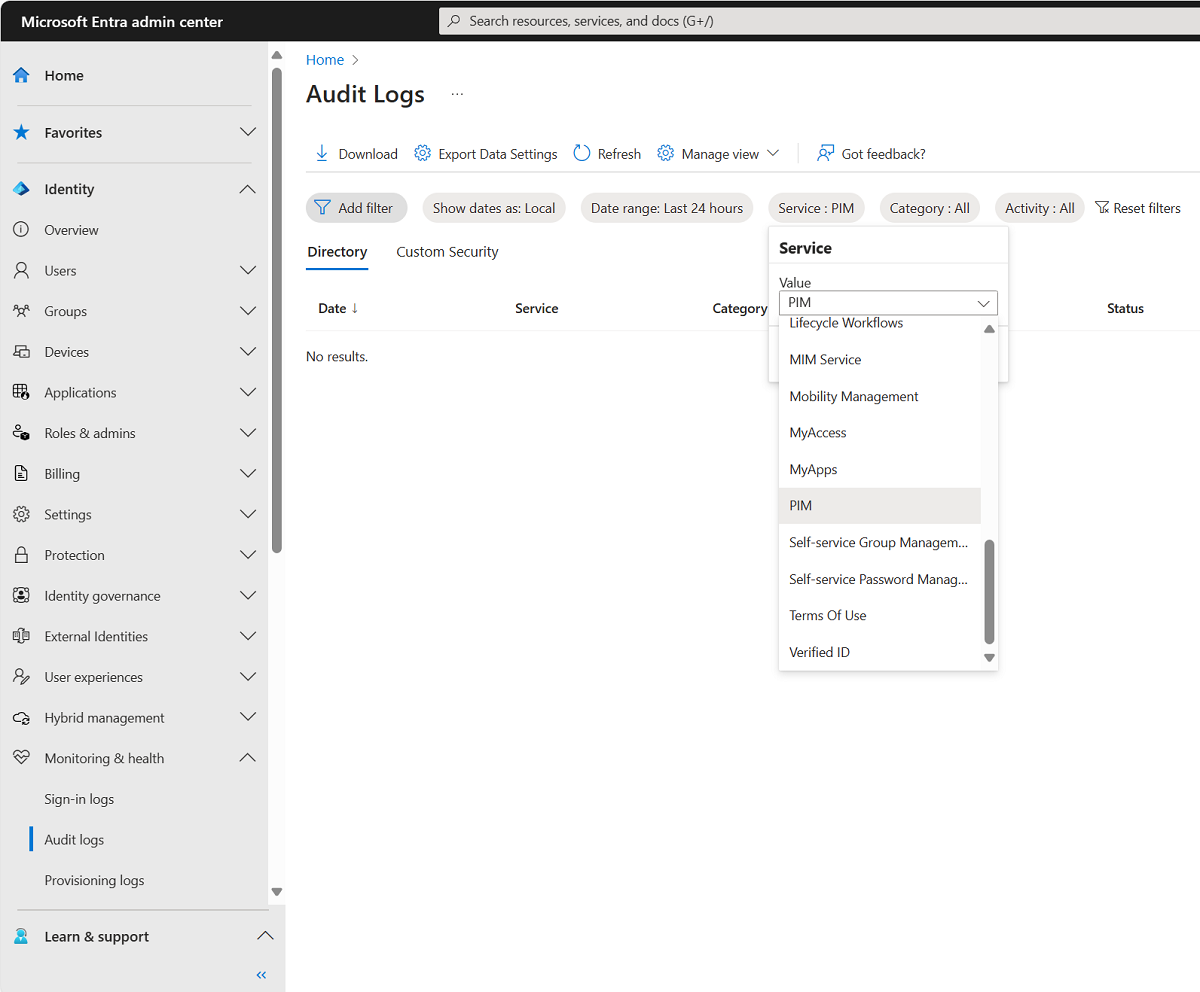 Microsoft Entra admin center
Search resources, services, and docs (G+/)
Home
Favorites
Identity
Overview
Users
Groups
Devices
Applications
Roles & admins
Billing
Settings
Protection
Identity governance
External Identities
User experiences
Hybrid management
Monitoring & health
Sign-in logs
Audit logs
Provisioning logs
Learn & support
Home
Audit Logs ...
Download Export Data Settings Refresh Manage view Got feedback?
Add filter Show dates as: Local Date range: Last 24 hours Service : PIM Category : All Activity : All Reset filters
Directory Custom Security
Date ↓ Service Category Status
No results.
Service
Value
PIM
Lifecycle Workflows
MIM Service
Mobility Management
MyAccess
MyApps
PIM
Self-service Group Managem...
Self-service Password Manag...
Terms Of Use
Verified ID